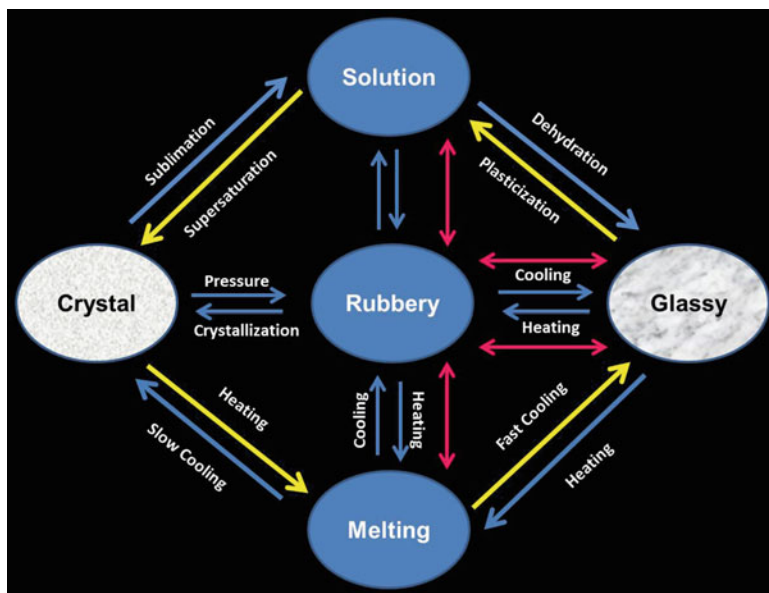 Solution
Sublimation
Supersaturation
Dehydration
Plasticization
Crystal
Pressure
Crystallization
Rubbery
Cooling
Heating
Glassy
Heating
Slow Cooling
Cooling
Heating
Fast Cooling
Heating
Melting